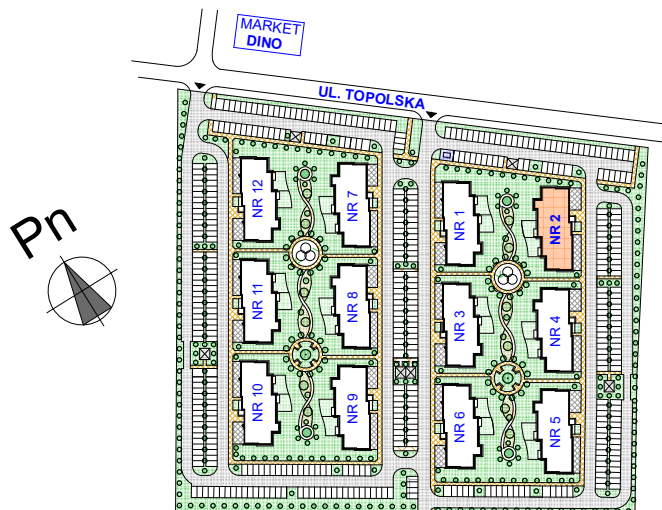 MARKET
DINO
UL. TOPOLSKA
Pn
NR 12
NR 7
NR 1
NR 2
NR 11
NR 8
NR 3
NR 4
NR 10
NR 9
NR 6
NR 5